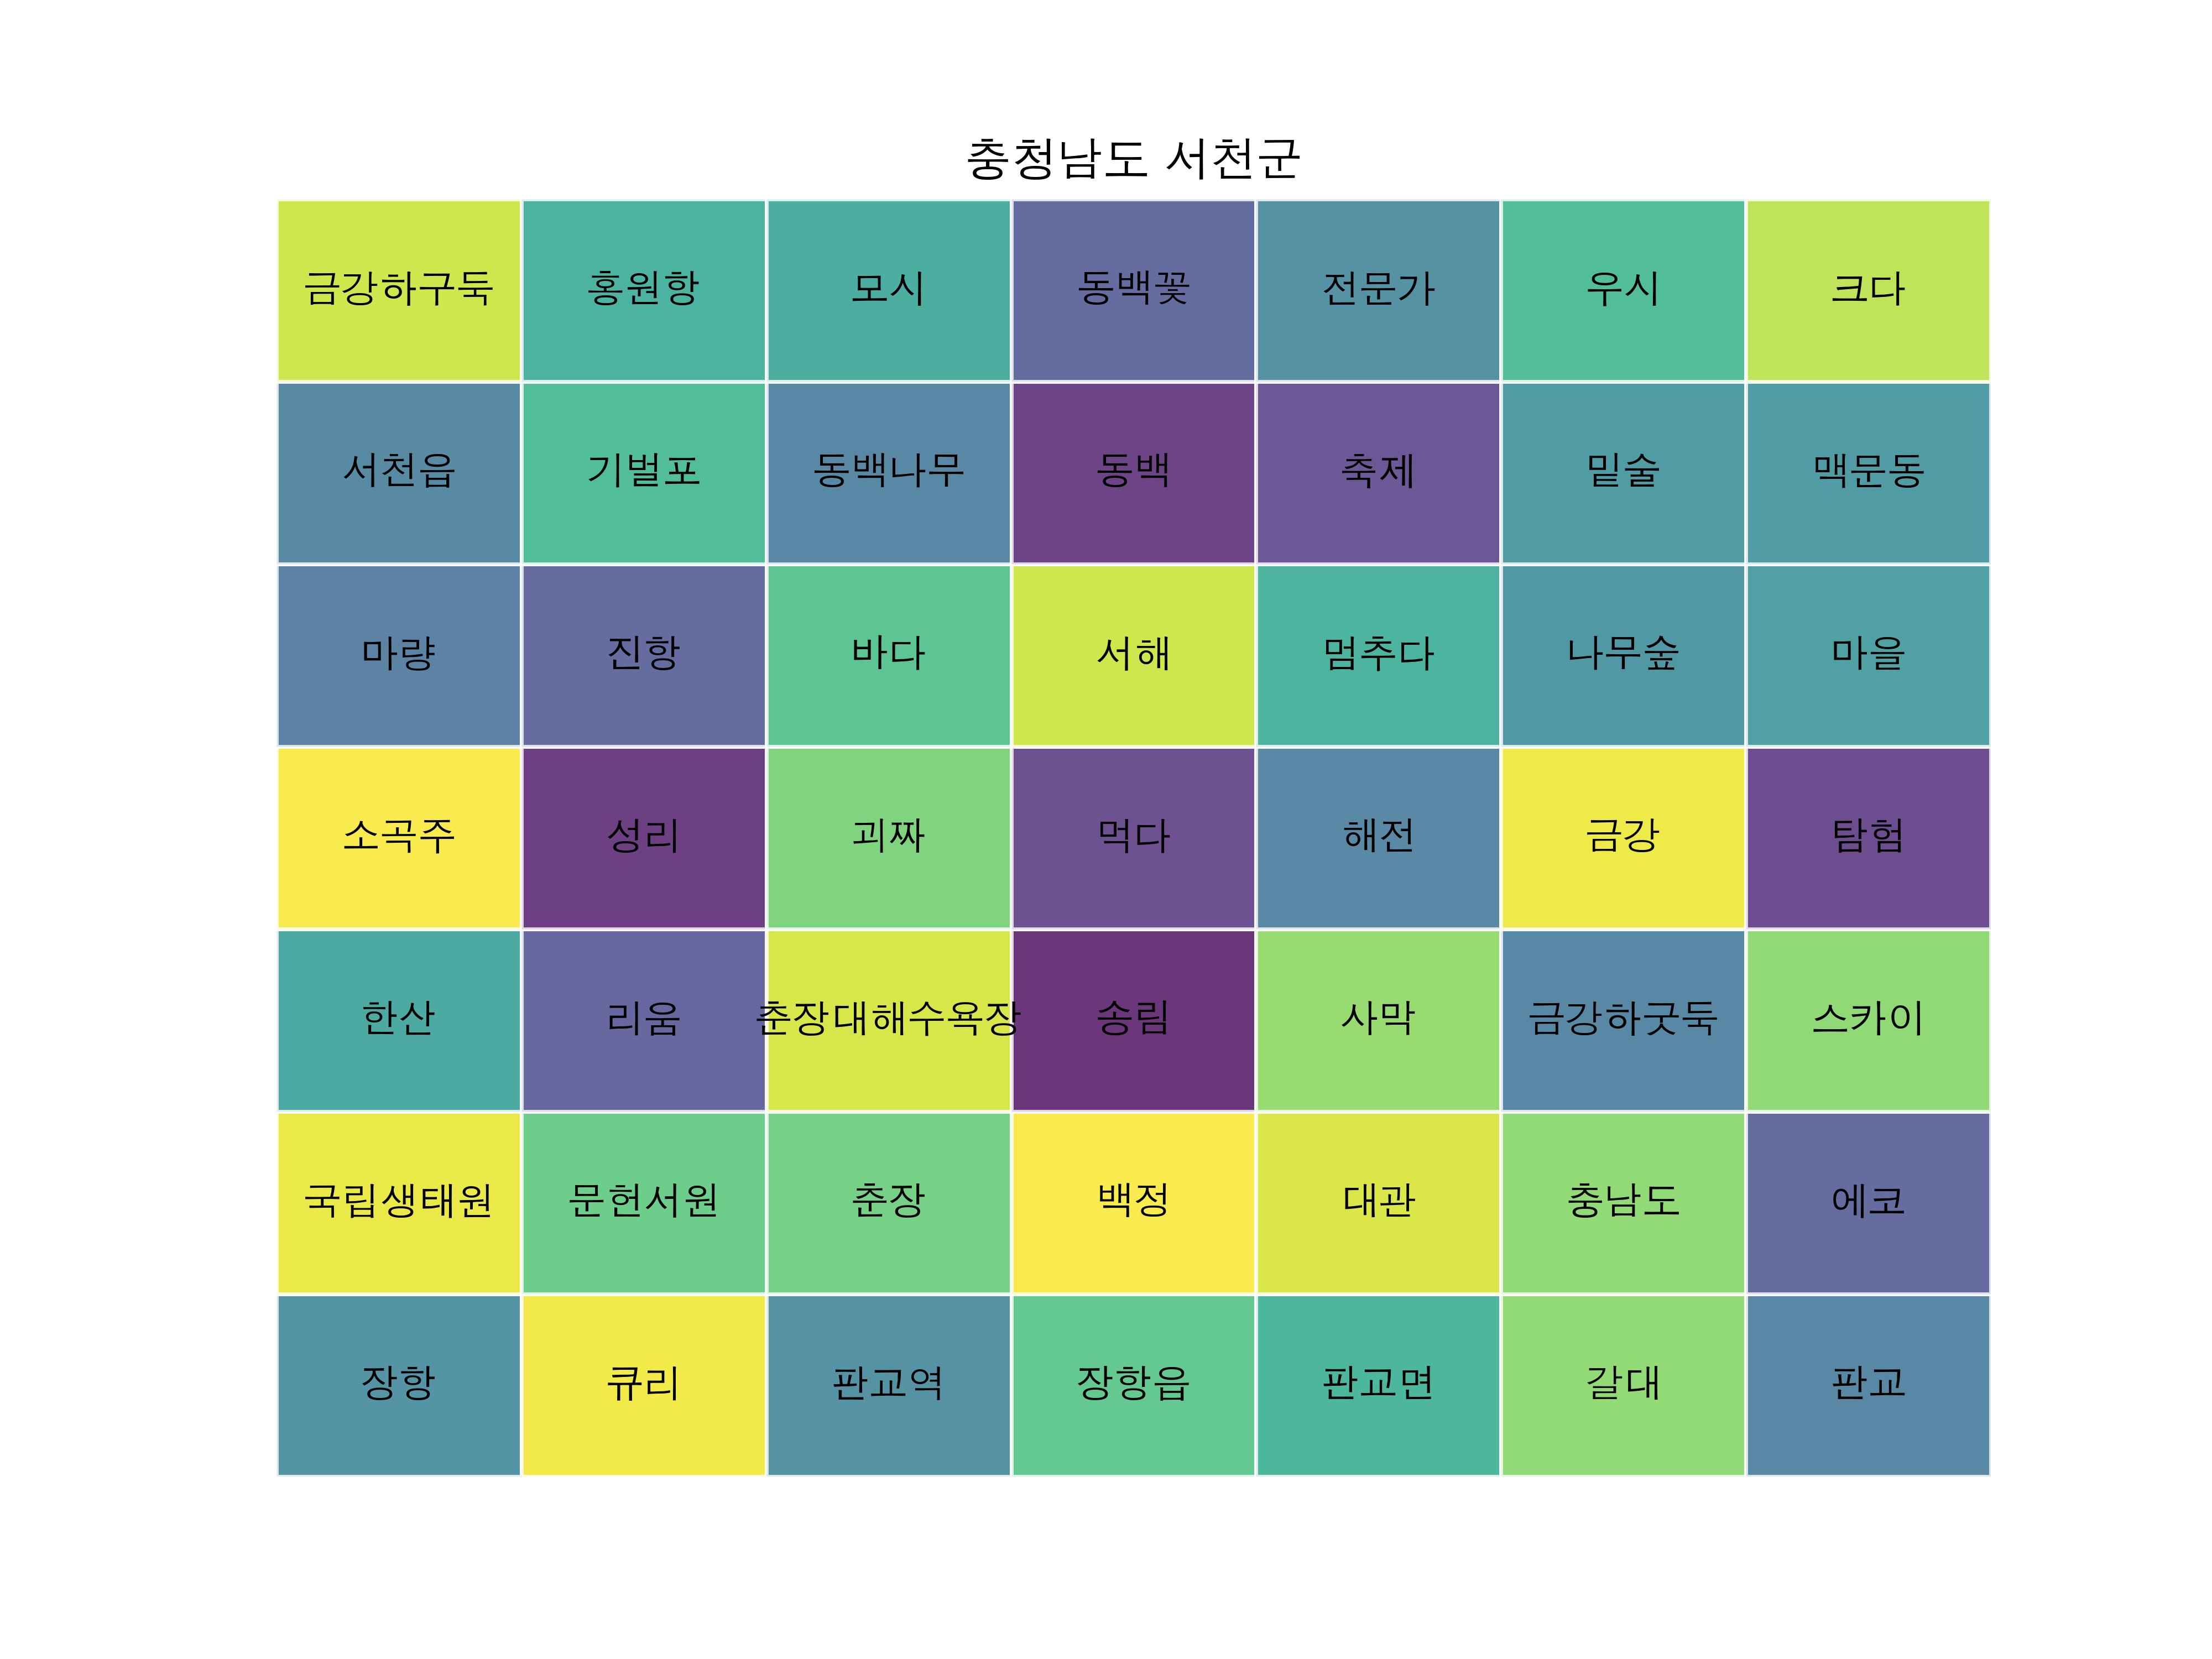 충청남도 서천군
금강하구둑 홍원항 모시 동백꽃 전문가 우시 크다
서천읍 기벌포 동백나무 동백 축제 밑술 맥문동
마량 진항 바다 서해 멈추다 나무숲 마을
소곡주 성리 괴짜 먹다 해전 금강 탐험
한산 리움 춘장대해수욕장 송림 사막 금강하굿둑 스카이
국립생태원 문헌서원 춘장 백정 대관 충남도 에코
장항 큐리 판교역 장항읍 판교면 갈대 판교